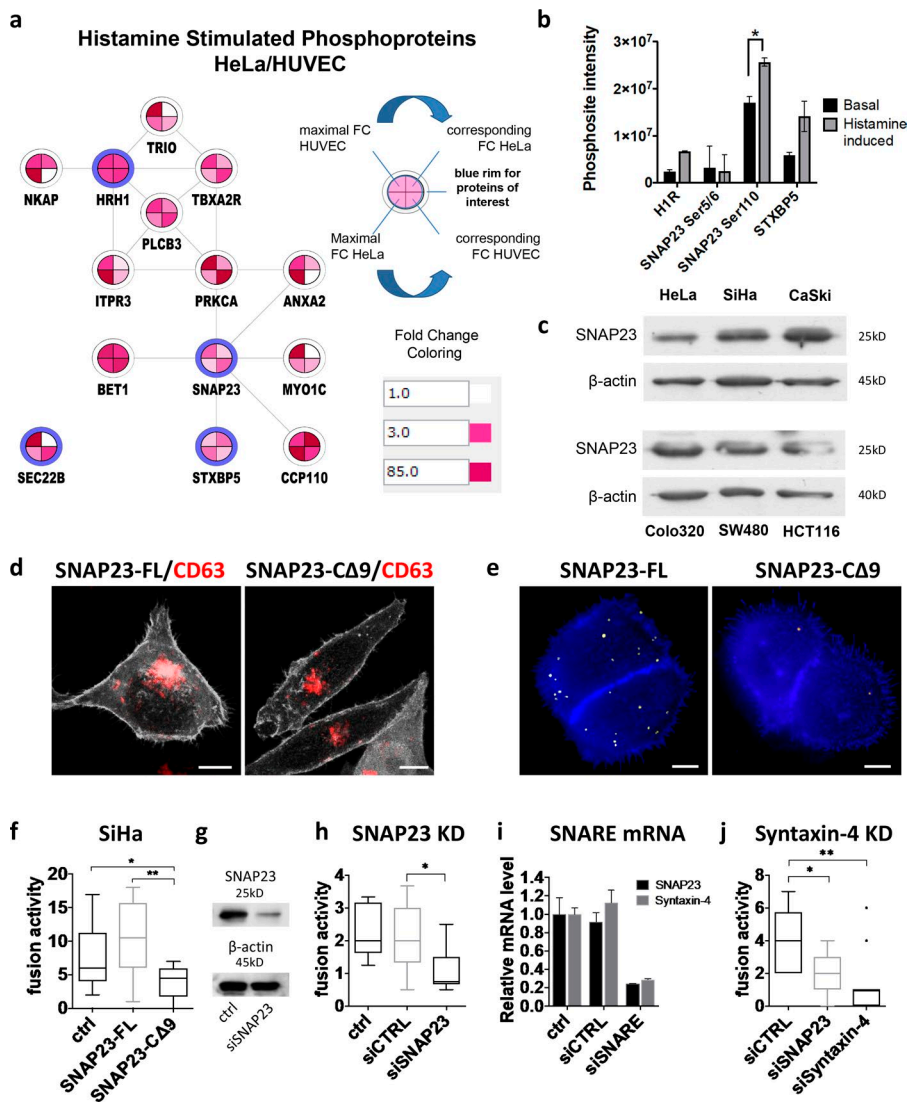 a
Histamine Stimulated Phosphoproteins
HeLa/HUVEC
TRIO
NKAP
HRH1
TBXA2R
PLCB3
ITPR3
PRKCA
ANXA2
BET1
SNAP23
MYO1C
SEC22B
STXBP5
CCP110
maximal FC
HUVEC
corresponding
FC HeLa
blue rim for
proteins of
interest
Maximal
FC HeLa
corresponding
FC HUVEC
Fold Change
Coloring
1.0
3.0
85.0
b
Phosphosite intensity
3×10⁷
2×10⁷
1×10⁷
0
*
Basal
Histamine
induced
H1R
SNAP23 Ser5/6
SNAP23 Ser110
STXBP5
c
HeLa SiHa CaSki
SNAP23 25kD
β-actin 45kD
SNAP23 25kD
β-actin 40kD
Colo320 SW480 HCT116
d
SNAP23-FL/CD63 SNAP23-CΔ9/CD63
e
SNAP23-FL SNAP23-CΔ9
f
SiHa
fusion activity
20
15
10
5
0
*
**
ctrl
SNAP23-FL
SNAP23-CΔ9
g
SNAP23
25kD
β-actin
45kD
ctrl
siSNAP23
h
SNAP23 KD
fusion activity
4
3
2
1
0
*
ctrl
siCTRL
siSNAP23
i
SNARE mRNA
Relative mRNA level
1.4
1.2
1.0
0.8
0.6
0.4
0.2
0.0
SNAP23
Syntaxin-4
ctrl
siCTRL
siSNARE
j
Syntaxin-4 KD
fusion activity
8
6
4
2
0
**
*
siCTRL
siSNAP23
siSyntaxin-4